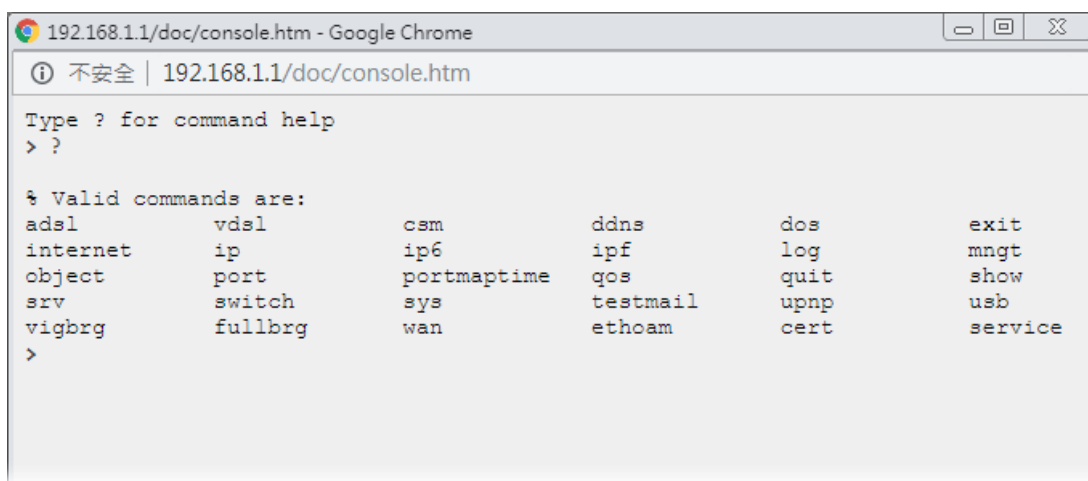 192.168.1.1/doc/console.htm - Google Chrome
不安全 | 192.168.1.1/doc/console.htm
Type ? for command help
> ?
% Valid commands are:
adsl vdsl csm ddns dos exit
internet ip ip6 ipf log mngt
object port portmaptime qos quit show
srv switch sys testmail upnp usb
vigbrg fullbrg wan ethoam cert service
>